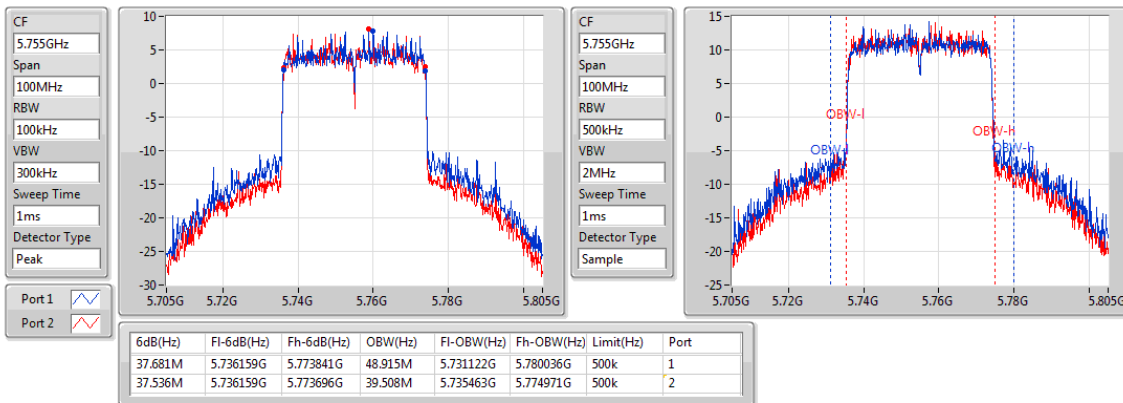 CF
5.755GHz
Span
100MHz
RBW
100kHz
VBW
300kHz
Sweep Time
1ms
Detector Type
Peak
Port 1
Port 2
10
5
0
-5
-10
-15
-20
-25
-30
5.705G
5.72G
5.74G
5.76G
5.78G
5.805G
CF
5.755GHz
Span
100MHz
RBW
500kHz
VBW
2MHz
Sweep Time
1ms
Detector Type
Sample
15
10
5
0
-5
-10
-15
-20
-25
OBW-l
OBW-h
OBW-l
OBW-h
5.705G
5.72G
5.74G
5.76G
5.78G
5.805G
6dB(Hz) Fl-6dB(Hz) Fh-6dB(Hz) OBW(Hz) Fl-OBW(Hz) Fh-OBW(Hz) Limit(Hz) Port
37.681M 5.736159G 5.773841G 48.915M 5.731122G 5.780036G 500k 1
37.536M 5.736159G 5.773696G 39.508M 5.735463G 5.774971G 500k 2